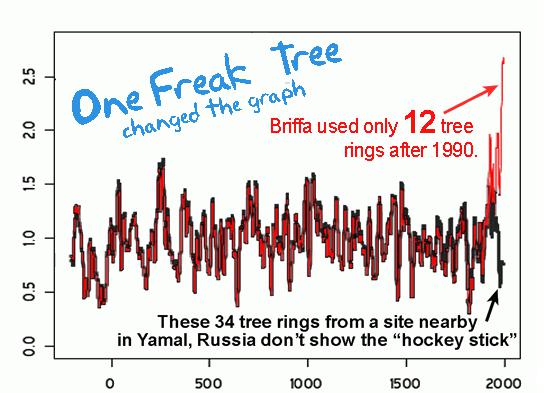 One Freak Tree
changed the graph
Briffa used only 12 tree
rings after 1990.
These 34 tree rings from a site nearby
in Yamal, Russia don't show the "hockey stick"
2.5
2.0
1.5
1.0
0.5
0.0
0
500
1000
1500
2000